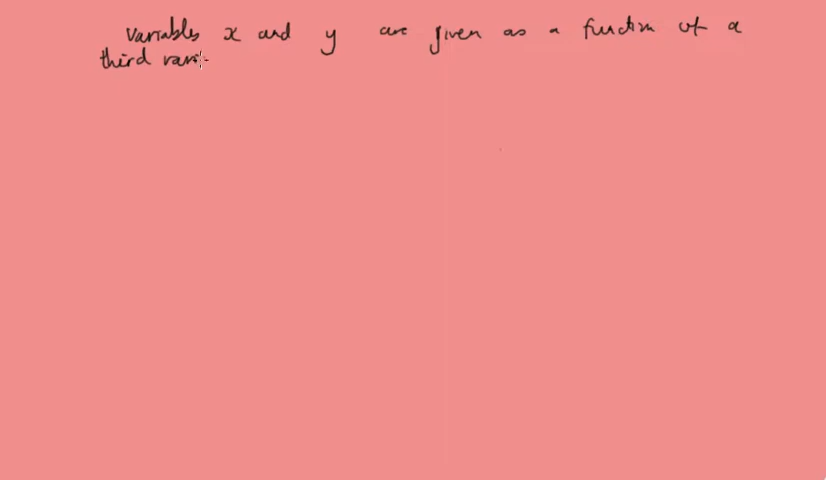 variables x and y are given as a function of a
third vari